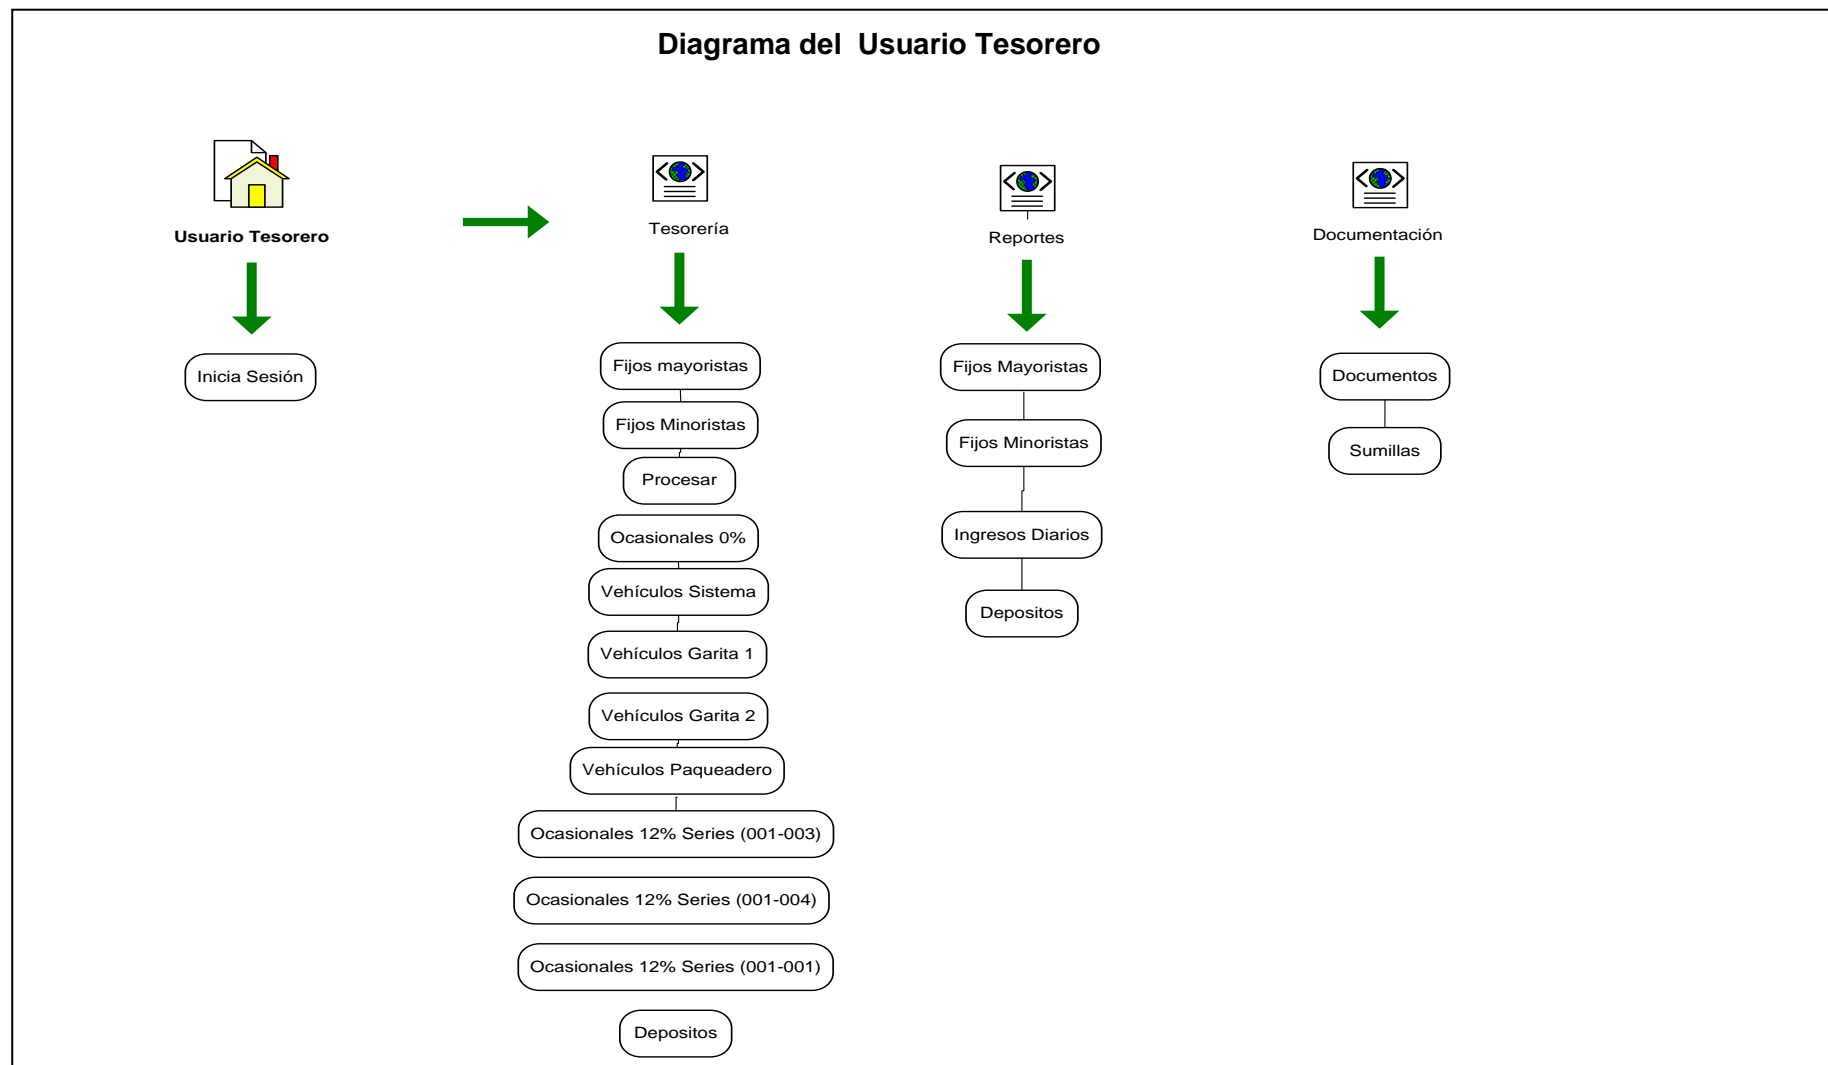 Diagrama del  Usuario Tesorero
Usuario Tesorero
Inicia Sesión
Tesorería
Fijos mayoristas
Fijos Minoristas
Procesar
Ocasionales 0%
Vehículos Sistema
Vehículos Garita 1
Vehículos Garita 2
Vehículos Paqueadero
Ocasionales 12% Series (001-003)
Ocasionales 12% Series (001-004)
Ocasionales 12% Series (001-001)
Depositos
Reportes
Fijos Mayoristas
Fijos Minoristas
Ingresos Diarios
Depositos
Documentación
Documentos
Sumillas